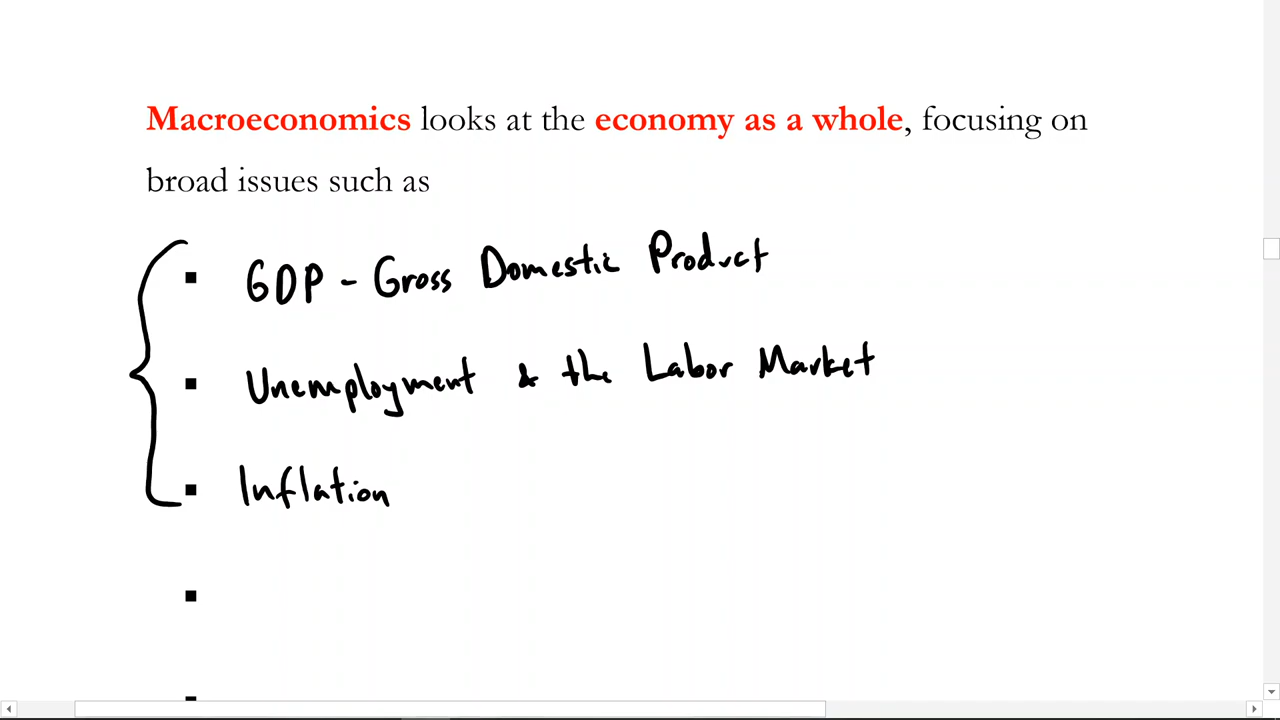 Macroeconomics looks at the economy as a whole, focusing on
broad issues such as
▪ GDP - Gross Domestic Product
▪ Unemployment & the Labor Market
▪ Inflation
▪
▪